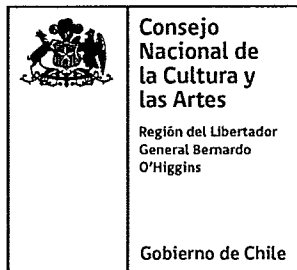 Consejo
Nacional de
la Cultura y
las Artes
Región del Libertador
General Bernardo
O'Higgins
Gobierno de Chile